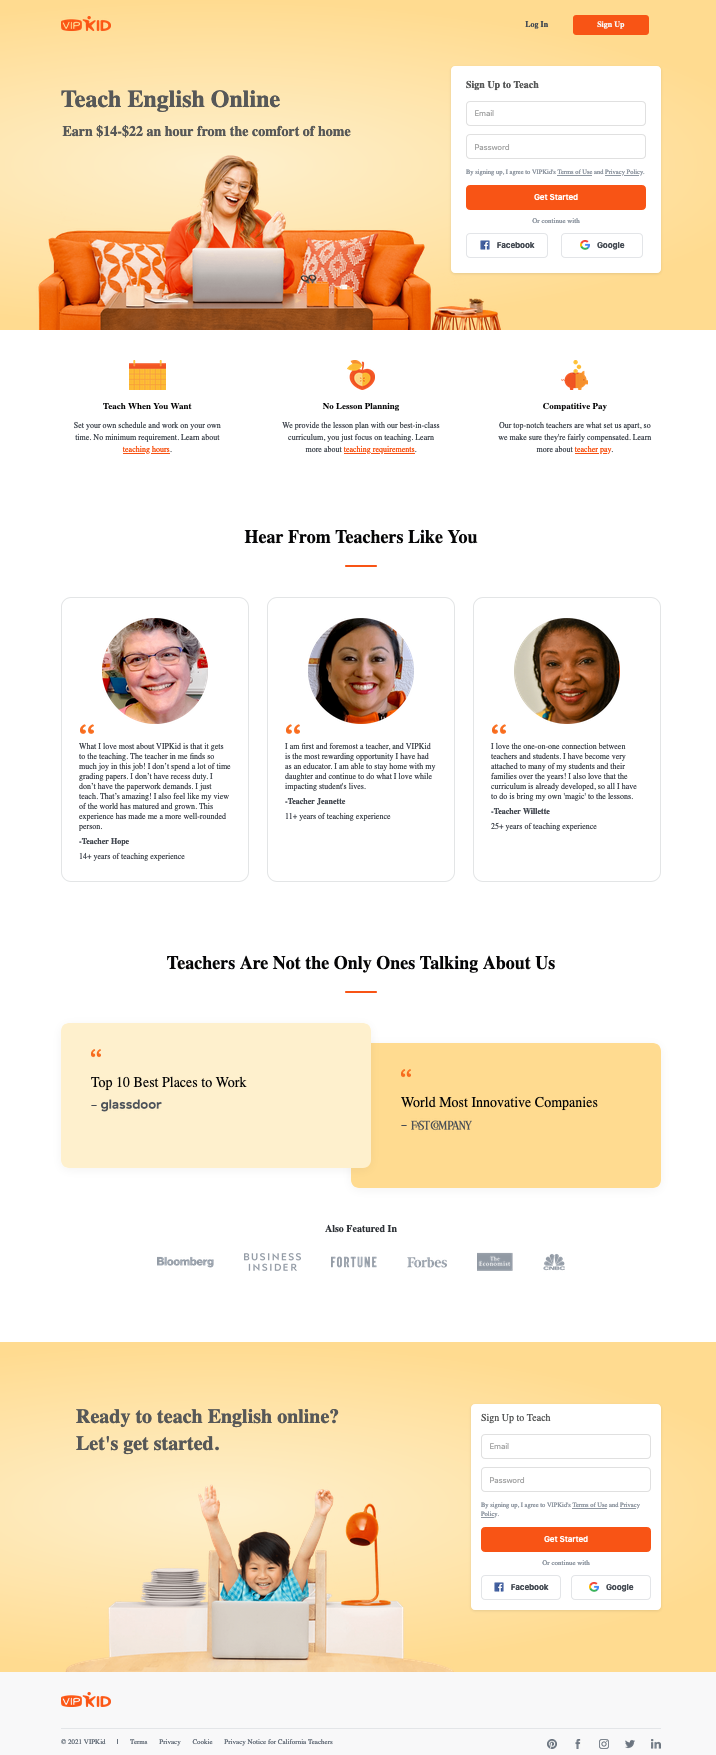 VIPKID
Log In
Sign Up
Teach English Online
Earn $14-$22 an hour from the comfort of home
Sign Up to Teach
Email
Password
By signing up, I agree to VIPKid's Terms of Use and Privacy Policy.
Get Started
Or continue with
Facebook
Google
Teach When You Want
Set your own schedule and work on your own
time. No minimum requirement. Learn about
teaching hours.
No Lesson Planning
We provide the lesson plan with our best-in-class
curriculum, you just focus on teaching. Learn
more about teaching requirements.
Compatitive Pay
Our top-notch teachers are what set us apart, so
we make sure they're fairly compensated. Learn
more about teacher pay.
Hear From Teachers Like You
“
What I love most about VIPKid is that it gets
to the teaching. The teacher in me finds so
much joy in this job! I don't spend a lot of time
grading papers. I don't have recess duty. I
don't have the paperwork demands. I just
teach. That's amazing! I also feel like my view
of the world has matured and grown. This
experience has made me a more well-rounded
person.
-Teacher Hope
14+ years of teaching experience
“
I am first and foremost a teacher, and VIPKid
is the most rewarding opportunity I have had
as an educator. I am able to stay home with my
daughter and continue to do what I love while
impacting student's lives.
-Teacher Jeanette
11+ years of teaching experience
“
I love the one-on-one connection between
teachers and students. I have become very
attached to many of my students and their
families over the years! I also love that the
curriculum is already developed, so all I have
to do is bring my own 'magic' to the lessons.
-Teacher Willette
25+ years of teaching experience
Teachers Are Not the Only Ones Talking About Us
“
Top 10 Best Places to Work
– glassdoor
“
World Most Innovative Companies
– FAST COMPANY
Also Featured In
Bloomberg
BUSINESS
INSIDER
FORTUNE
Forbes
The
Economist
CNBC
Ready to teach English online?
Let's get started.
Sign Up to Teach
Email
Password
By signing up, I agree to VIPKid's Terms of Use and Privacy
Policy.
Get Started
Or continue with
Facebook
Google
VIPKID
© 2021 VIPKid | Terms Privacy Cookie Privacy Notice for California Teachers